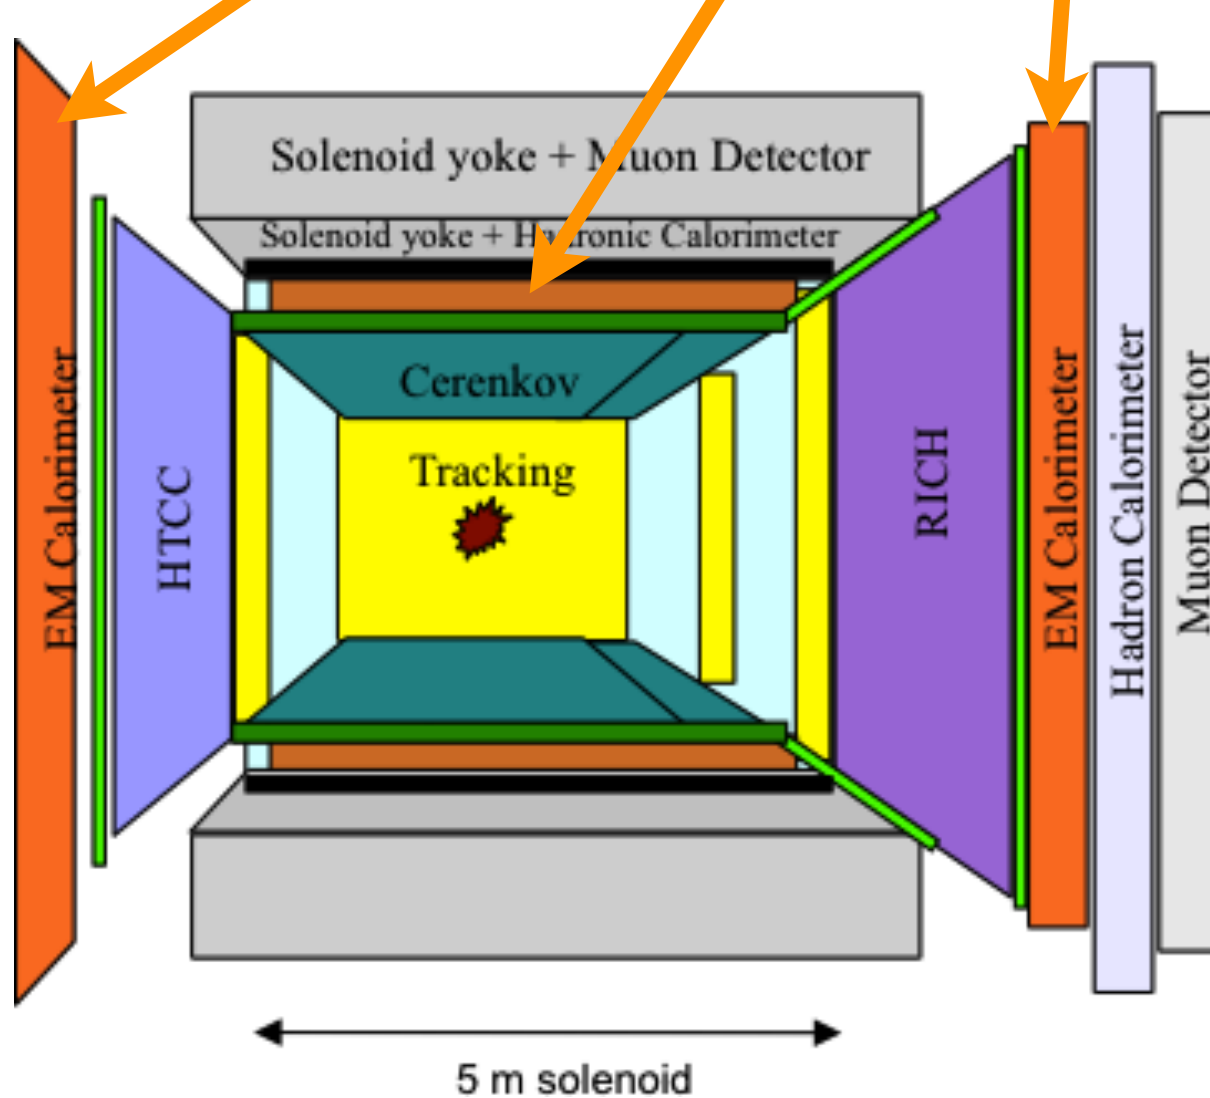 Solenoid yoke + Muon Detector
Solenoid yoke + Hadronic Calorimeter
EM Calorimeter
HTCC
Cerenkov
Tracking
RICH
EM Calorimeter
Hadron Calorimeter
Muon Detector
5 m solenoid